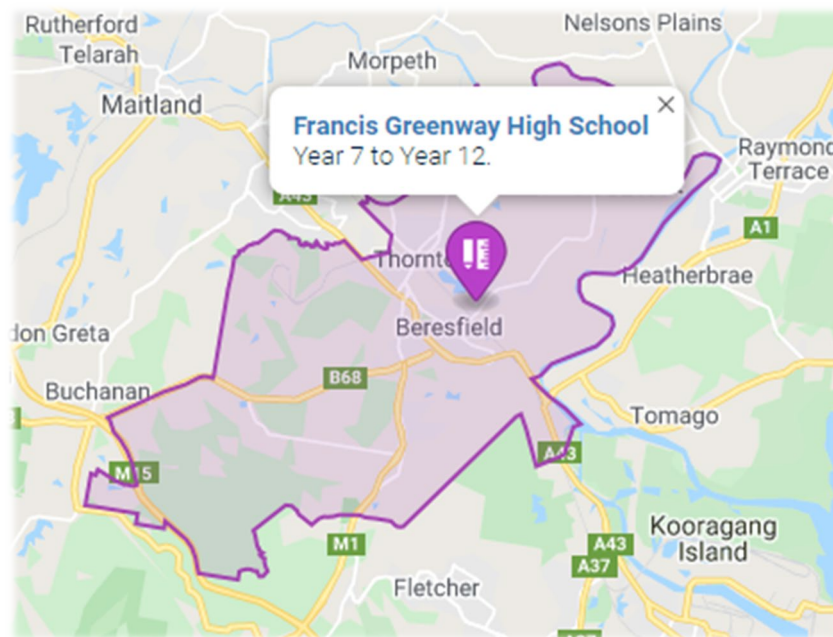 Rutherford
Telarah
Nelsons Plains
Morpeth
Maitland
Francis Greenway High School
Year 7 to Year 12.
Raymond
Terrace
A43
A1
Heatherbrae
Beresfield
don Greta
B68
Buchanan
Tomago
A43
M15
Kooragang
Island
M1
A43
A37
Fletcher